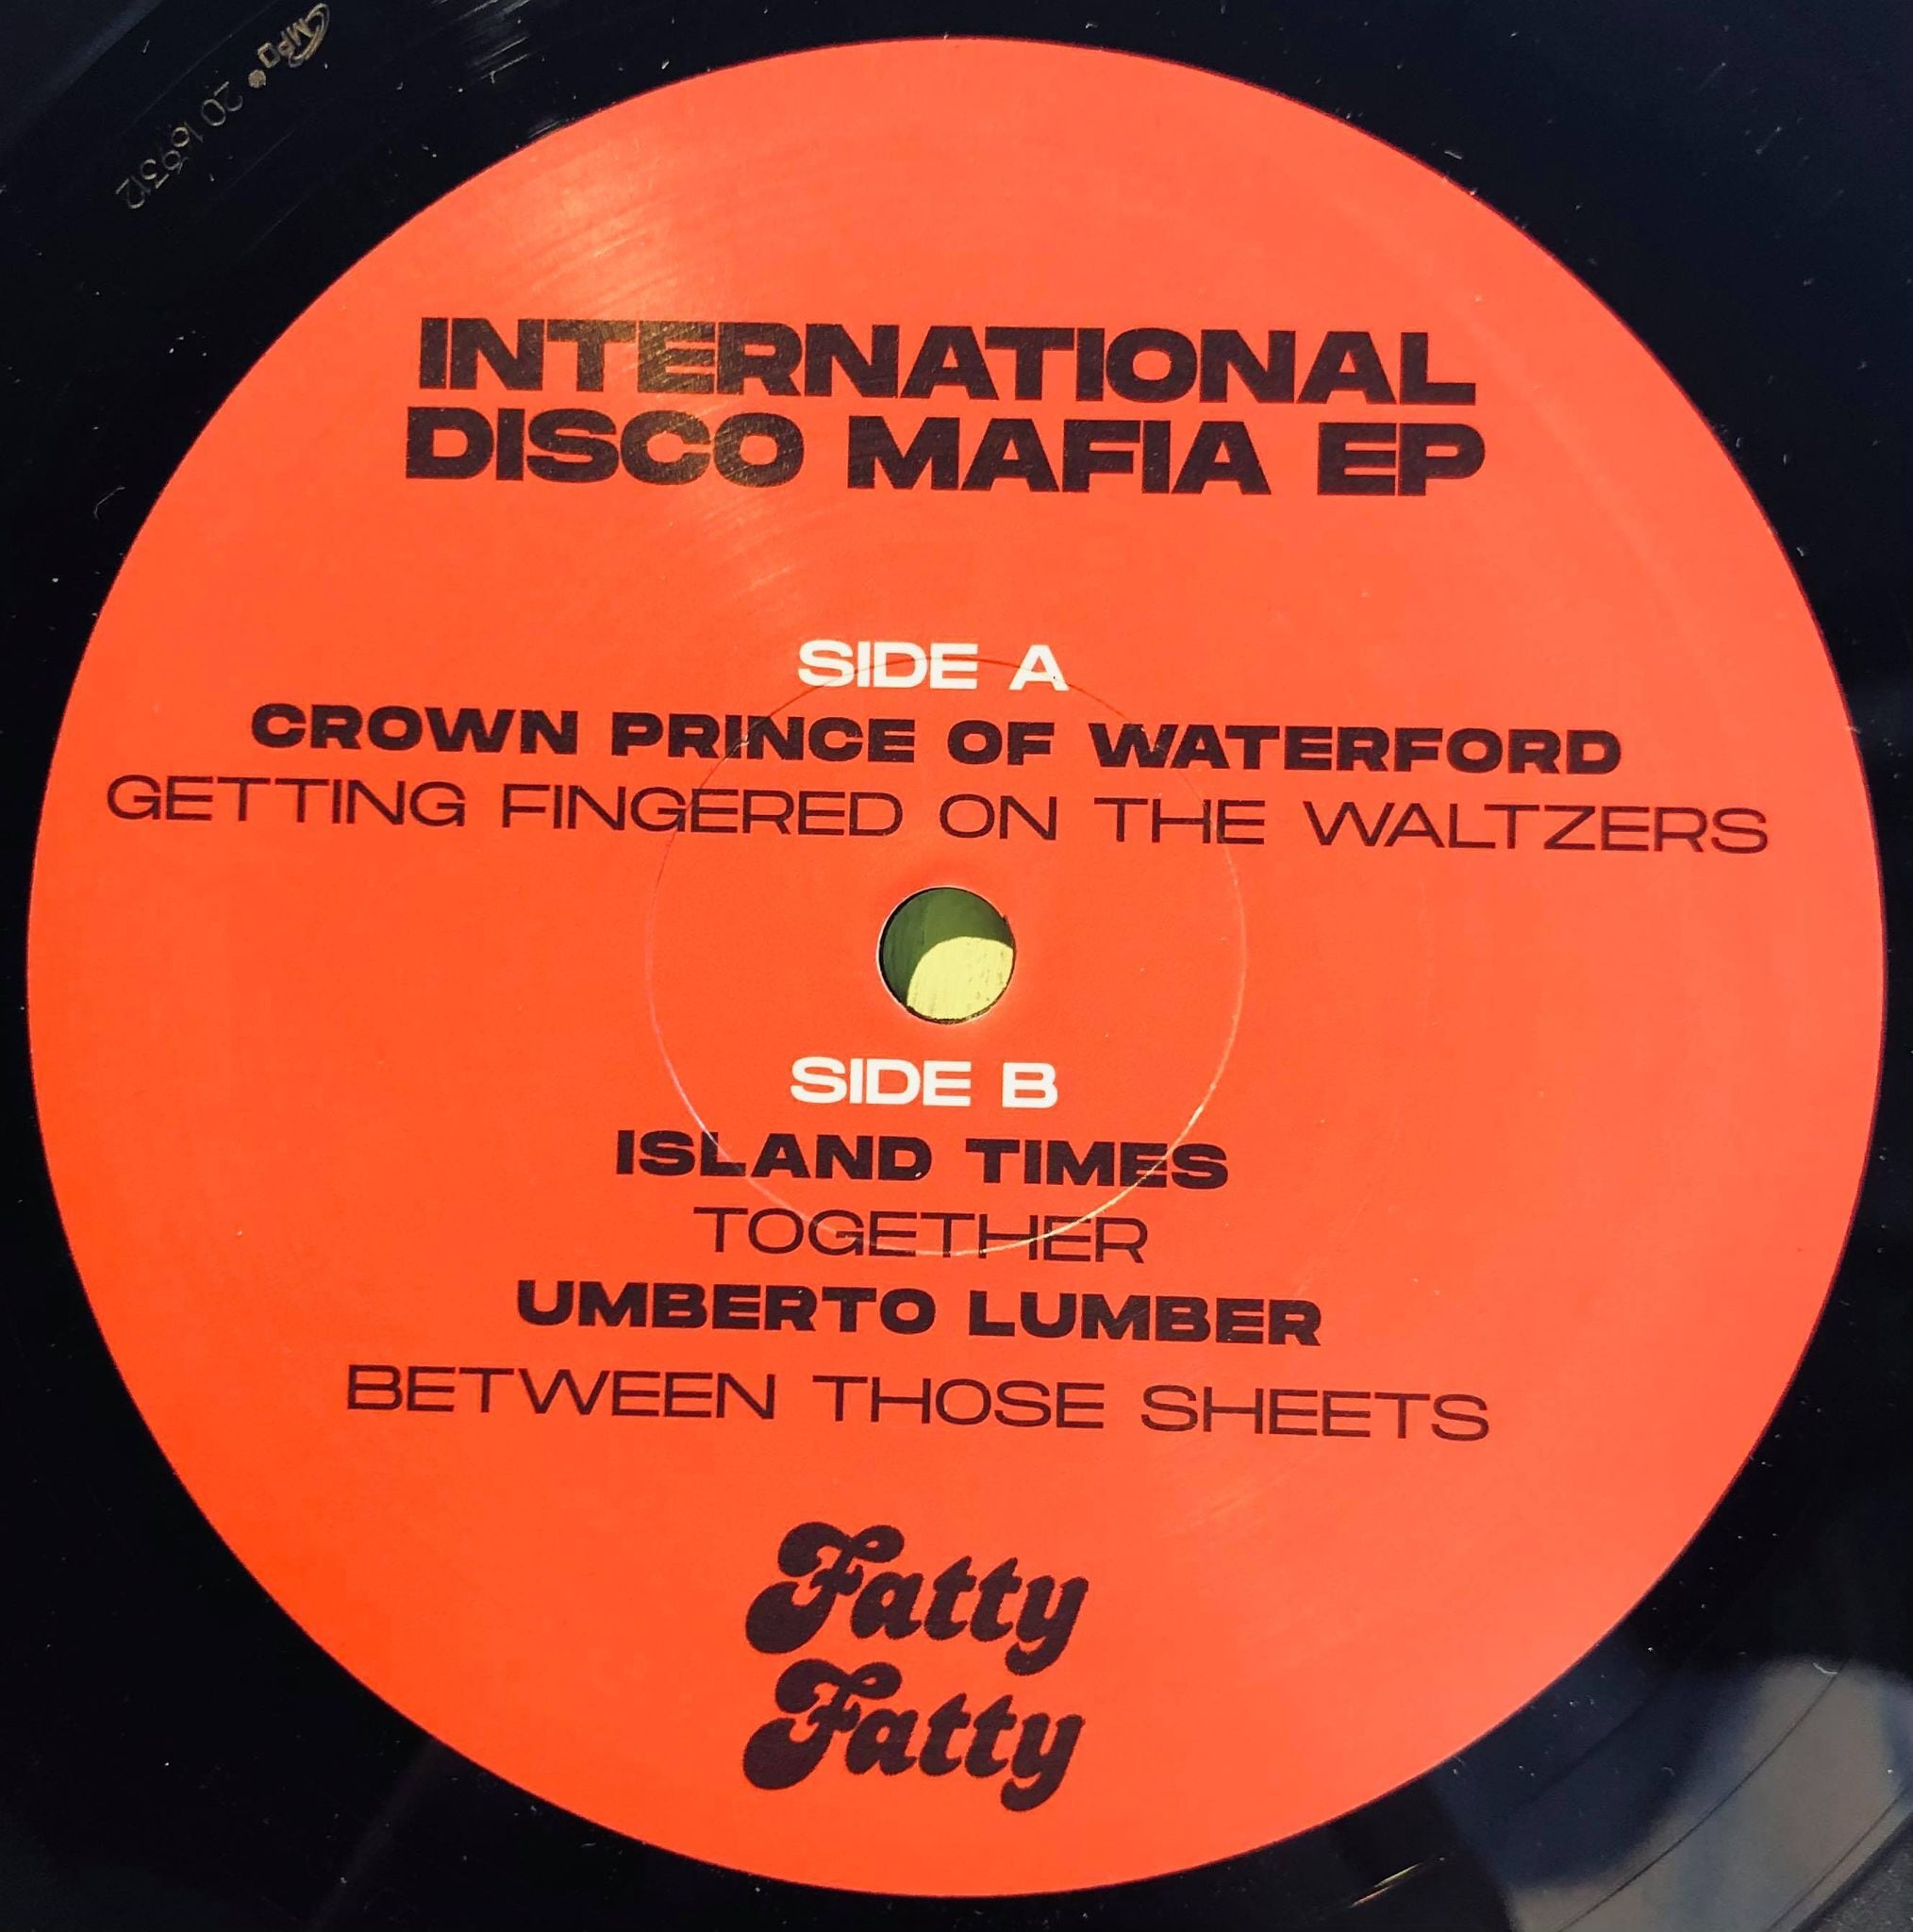 INTERNATIONAL
DISCO MAFIA EP
SIDE A
CROWN PRINCE OF WATERFORD
GETTING FINGERED ON THE WALTZERS
SIDE B
ISLAND TIMES
TOGETHER
UMBERTO LUMBER
BETWEEN THOSE SHEETS
Fatty
Fatty
MPO